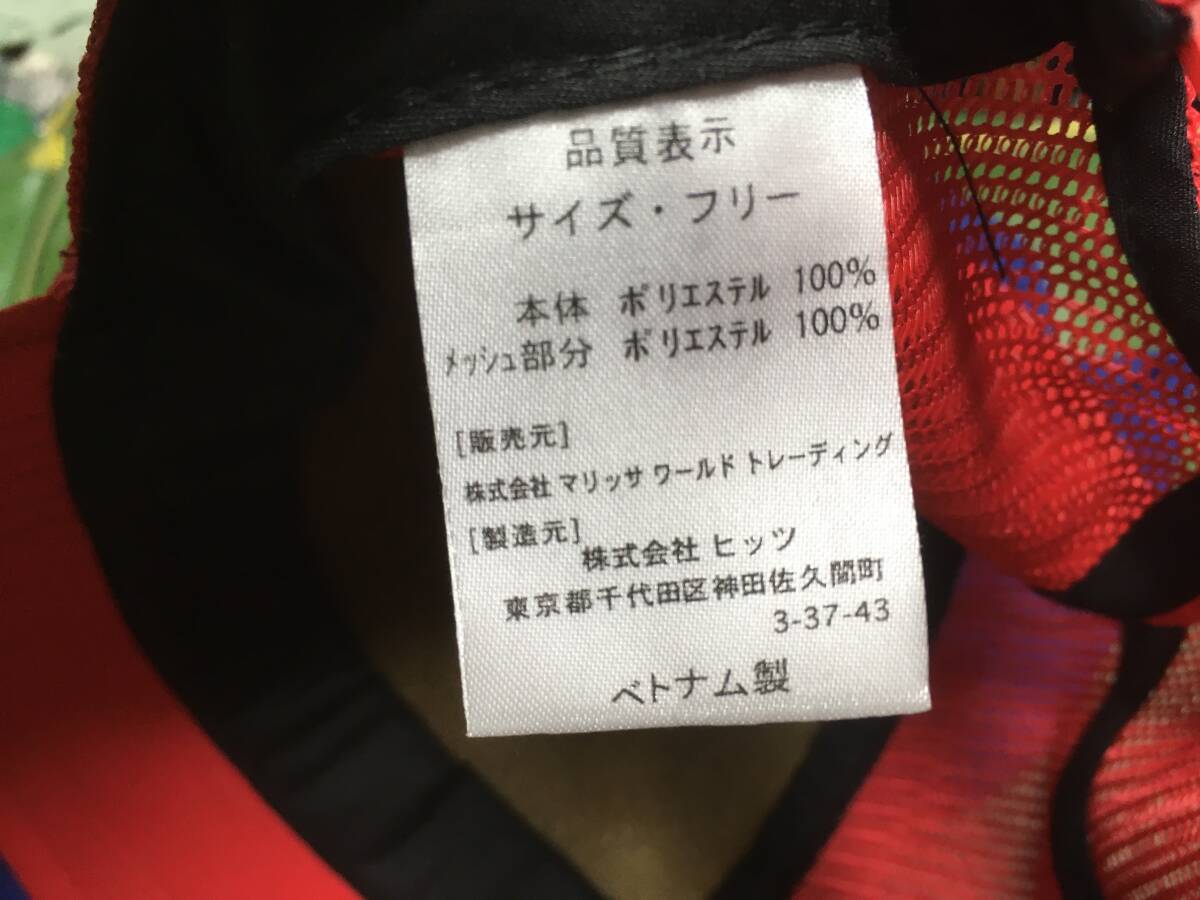 品質表示
サイズ・フリー
本体 ポリエステル 100%
メッシュ部分 ポリエステル 100%
[販売元]
株式会社 マリッサ ワールド トレーディング
[製造元]
株式会社 ヒッツ
東京都千代田区神田佐久間町
3-37-43
ベトナム製